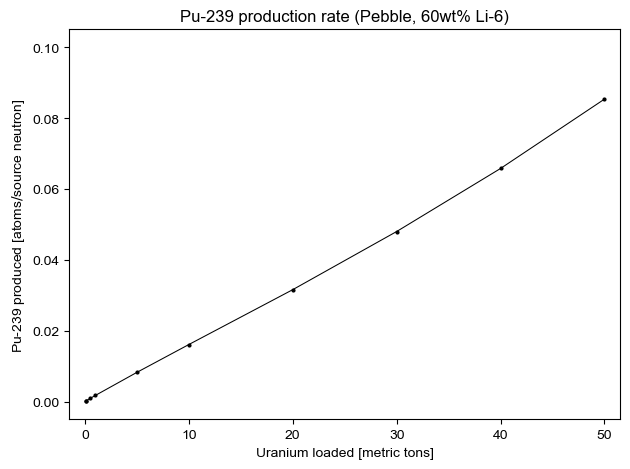 Pu-239 production rate (Pebble, 60wt% Li-6)
Pu-239 produced [atoms/source neutron]
0.10
0.08
0.06
0.04
0.02
0.00
0 10 20 30 40 50
Uranium loaded [metric tons]